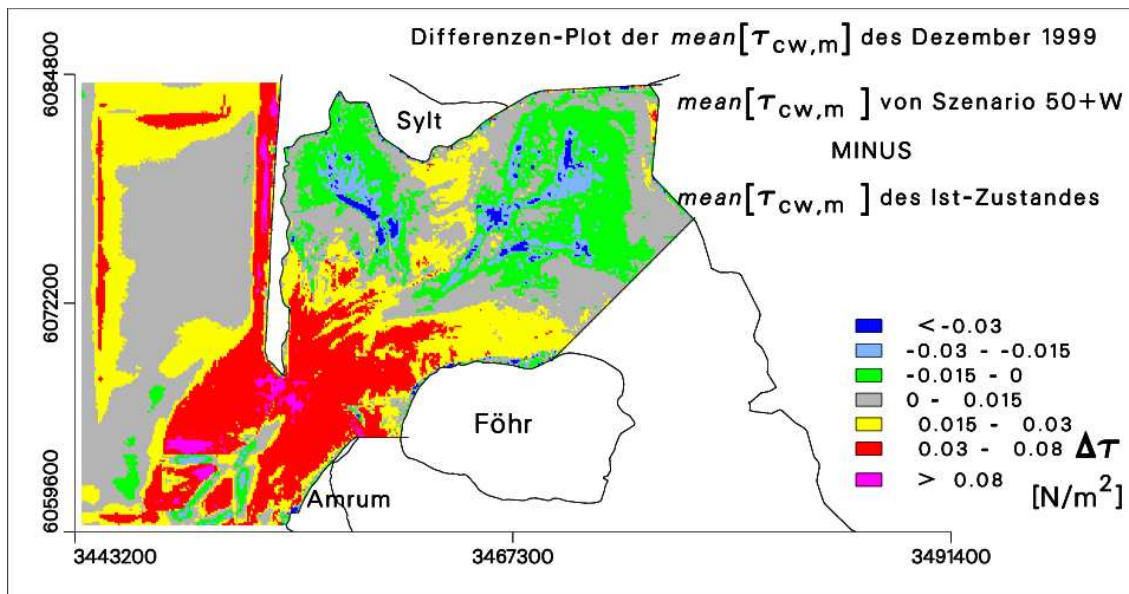 Differenzen-Plot der mean[τcw,m] des Dezember 1999
mean[τcw,m ] von Szenario 50+W
MINUS
mean[τcw,m ] des Ist-Zustandes
6084800
6072200
6059600
Sylt
Föhr
Amrum
< -0.03
-0.03 - -0.015
-0.015 - 0
0 - 0.015
0.015 - 0.03
0.03 - 0.08 Δτ
> 0.08
[N/m²]
3443200 3467300 3491400